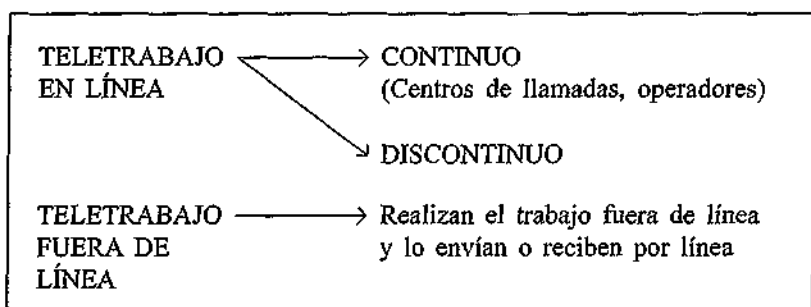 TELETRABAJO CONTINUO
EN LÍNEA (Centros de llamadas, operadores)
DISCONTINUO
TELETRABAJO Realizan el trabajo fuera de línea
FUERA DE y lo envían o reciben por línea
LÍNEA